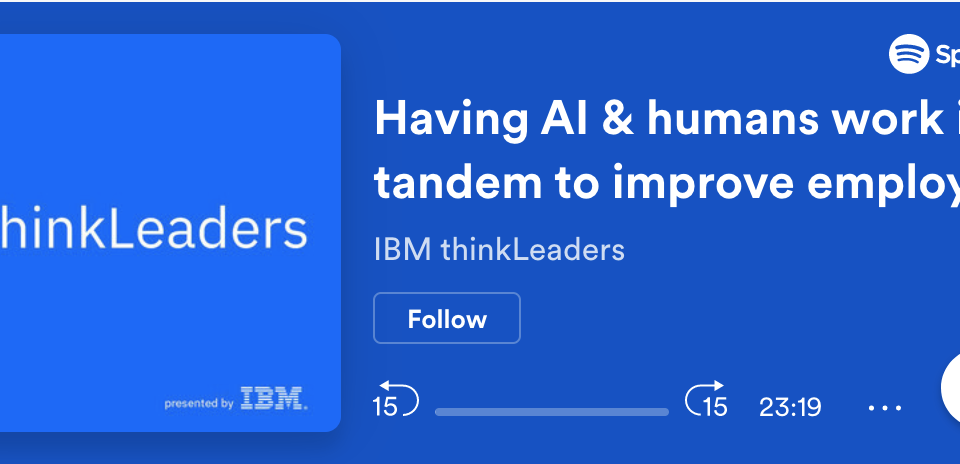 hinkLeaders
presented by IBM.
Sp
Having AI & humans work i
tandem to improve employ
IBM thinkLeaders
Follow
15
15
23:19